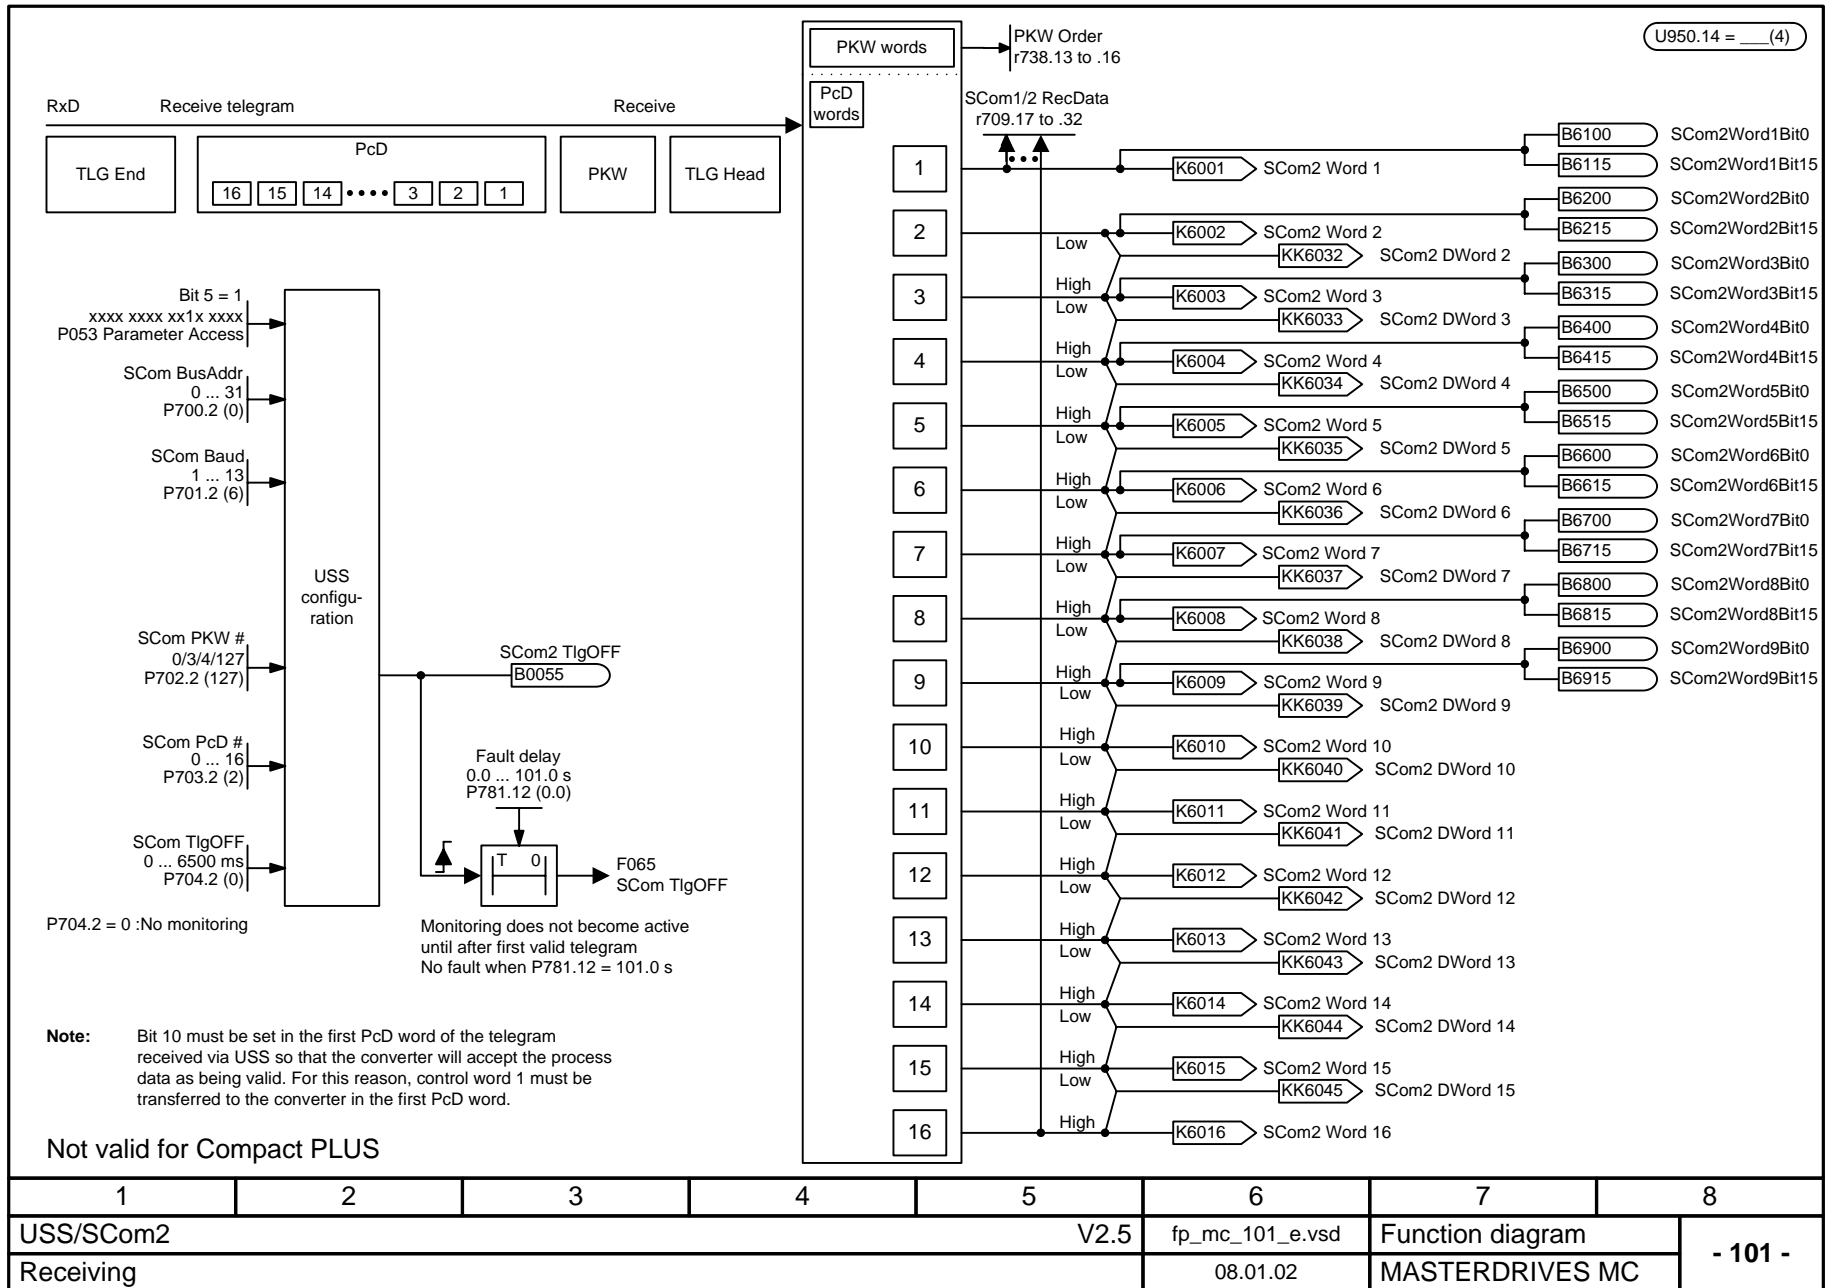 PKW words
PKW Order
r738.13 to .16
U950.14 = ___(4)
PcD
words
SCom1/2 RecData
r709.17 to .32
RxD
Receive telegram
Receive
TLG End
PcD
16
15
14
3
2
1
PKW
TLG Head
1
K6001
SCom2 Word 1
B6100
SCom2Word1Bit0
B6115
SCom2Word1Bit15
2
Low
K6002
SCom2 Word 2
KK6032
SCom2 DWord 2
B6200
SCom2Word2Bit0
B6215
SCom2Word2Bit15
3
High
Low
K6003
SCom2 Word 3
KK6033
SCom2 DWord 3
B6300
SCom2Word3Bit0
B6315
SCom2Word3Bit15
4
High
Low
K6004
SCom2 Word 4
KK6034
SCom2 DWord 4
B6400
SCom2Word4Bit0
B6415
SCom2Word4Bit15
5
High
Low
K6005
SCom2 Word 5
KK6035
SCom2 DWord 5
B6500
SCom2Word5Bit0
B6515
SCom2Word5Bit15
6
High
Low
K6006
SCom2 Word 6
KK6036
SCom2 DWord 6
B6600
SCom2Word6Bit0
B6615
SCom2Word6Bit15
7
High
Low
K6007
SCom2 Word 7
KK6037
SCom2 DWord 7
B6700
SCom2Word7Bit0
B6715
SCom2Word7Bit15
8
High
Low
K6008
SCom2 Word 8
KK6038
SCom2 DWord 8
B6800
SCom2Word8Bit0
B6815
SCom2Word8Bit15
9
High
Low
K6009
SCom2 Word 9
KK6039
SCom2 DWord 9
B6900
SCom2Word9Bit0
B6915
SCom2Word9Bit15
10
High
Low
K6010
SCom2 Word 10
KK6040
SCom2 DWord 10
11
High
Low
K6011
SCom2 Word 11
KK6041
SCom2 DWord 11
12
High
Low
K6012
SCom2 Word 12
KK6042
SCom2 DWord 12
13
High
Low
K6013
SCom2 Word 13
KK6043
SCom2 DWord 13
14
High
Low
K6014
SCom2 Word 14
KK6044
SCom2 DWord 14
15
High
Low
K6015
SCom2 Word 15
KK6045
SCom2 DWord 15
16
High
K6016
SCom2 Word 16
Bit 5 = 1
xxxx xxxx xx1x xxxx
P053 Parameter Access
SCom BusAddr
0 ... 31
P700.2 (0)
SCom Baud
1 ... 13
P701.2 (6)
USS
configu-
ration
SCom PKW #
0/3/4/127
P702.2 (127)
SCom PcD #
0 ... 16
P703.2 (2)
SCom TlgOFF
0 ... 6500 ms
P704.2 (0)
P704.2 = 0 :No monitoring
SCom2 TlgOFF
B0055
Fault delay
0.0 ... 101.0 s
P781.12 (0.0)
T 0
F065
SCom TlgOFF
Monitoring does not become active
until after first valid telegram
No fault when P781.12 = 101.0 s
Note: Bit 10 must be set in the first PcD word of the telegram
received via USS so that the converter will accept the process
data as being valid. For this reason, control word 1 must be
transferred to the converter in the first PcD word.
Not valid for Compact PLUS
1 2 3 4 5 6 7 8
USS/SCom2 V2.5 fp_mc_101_e.vsd Function diagram
- 101 -
Receiving 08.01.02 MASTERDRIVES MC